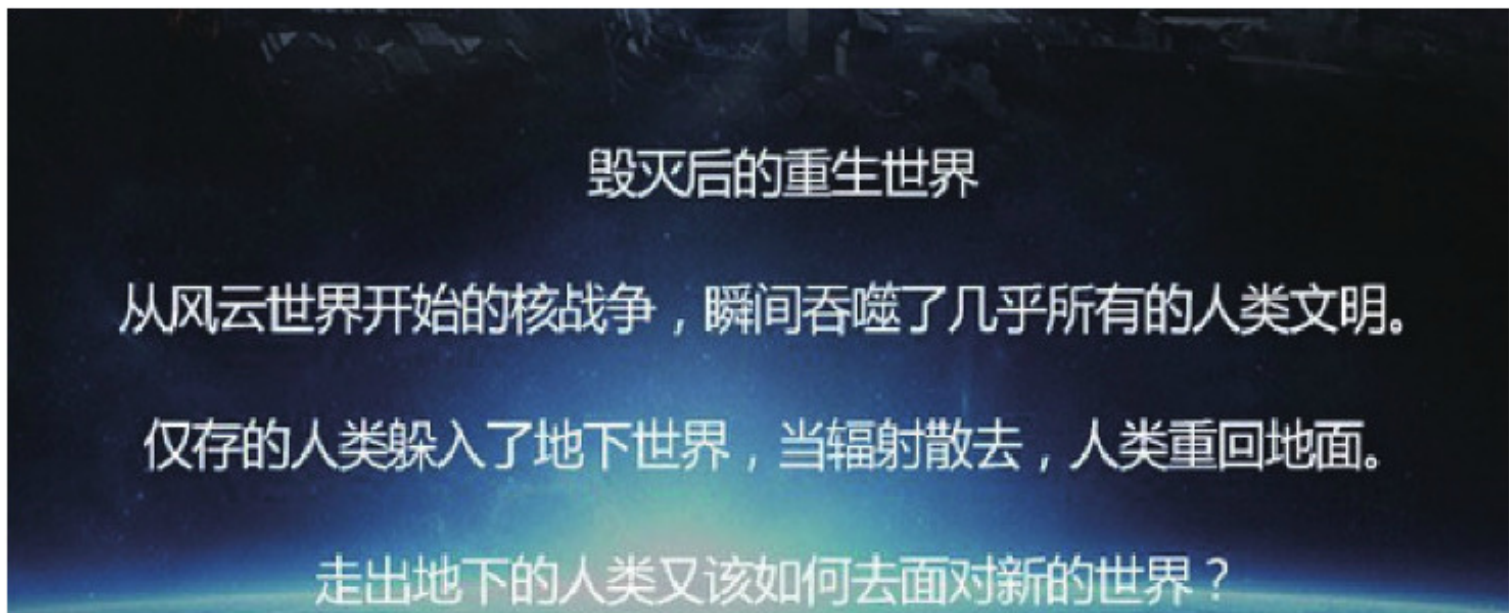 毁灭后的重生世界
从风云世界开始的核战争，瞬间吞噬了几乎所有的人类文明。
仅存的人类躲入了地下世界，当辐射散去，人类重回地面。
走出地下的人类又该如何去面对新的世界？